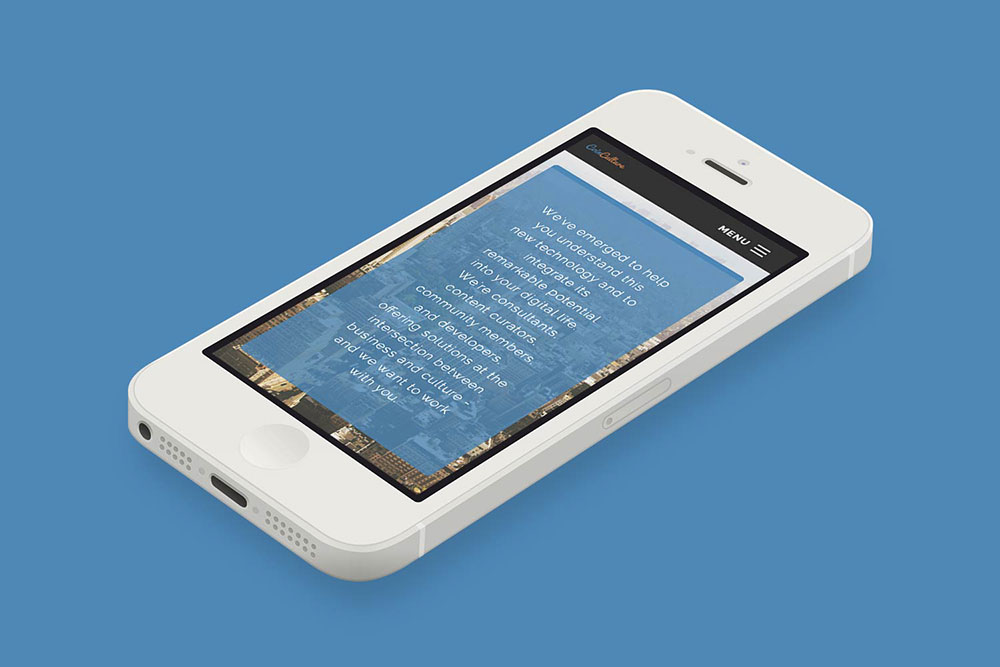 CodeCulture
MENU
We've emerged to help
you understand this
new technology and to
integrate its
remarkable potential
into your digital life.
We're consultants,
content curators,
community members
and developers,
offering solutions at the
intersection between
business and culture -
and we want to work
with you.